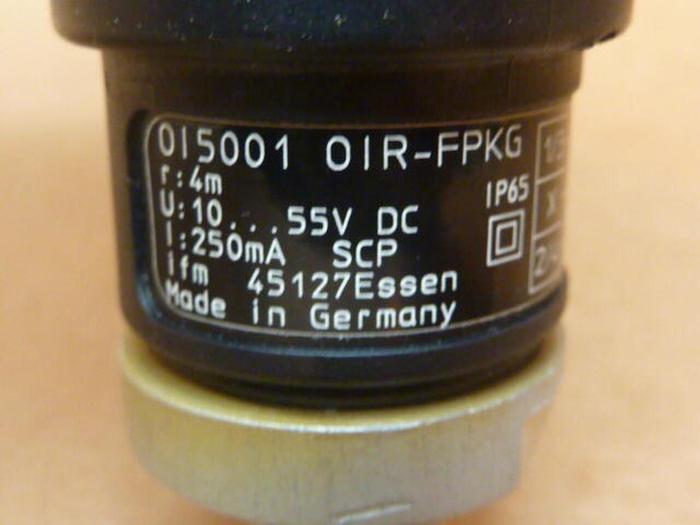 OI5001 OIR-FPKG
r:4m
U:10...55V DC
I:250mA SCP
ifm 45127Essen
Made in Germany
IP65